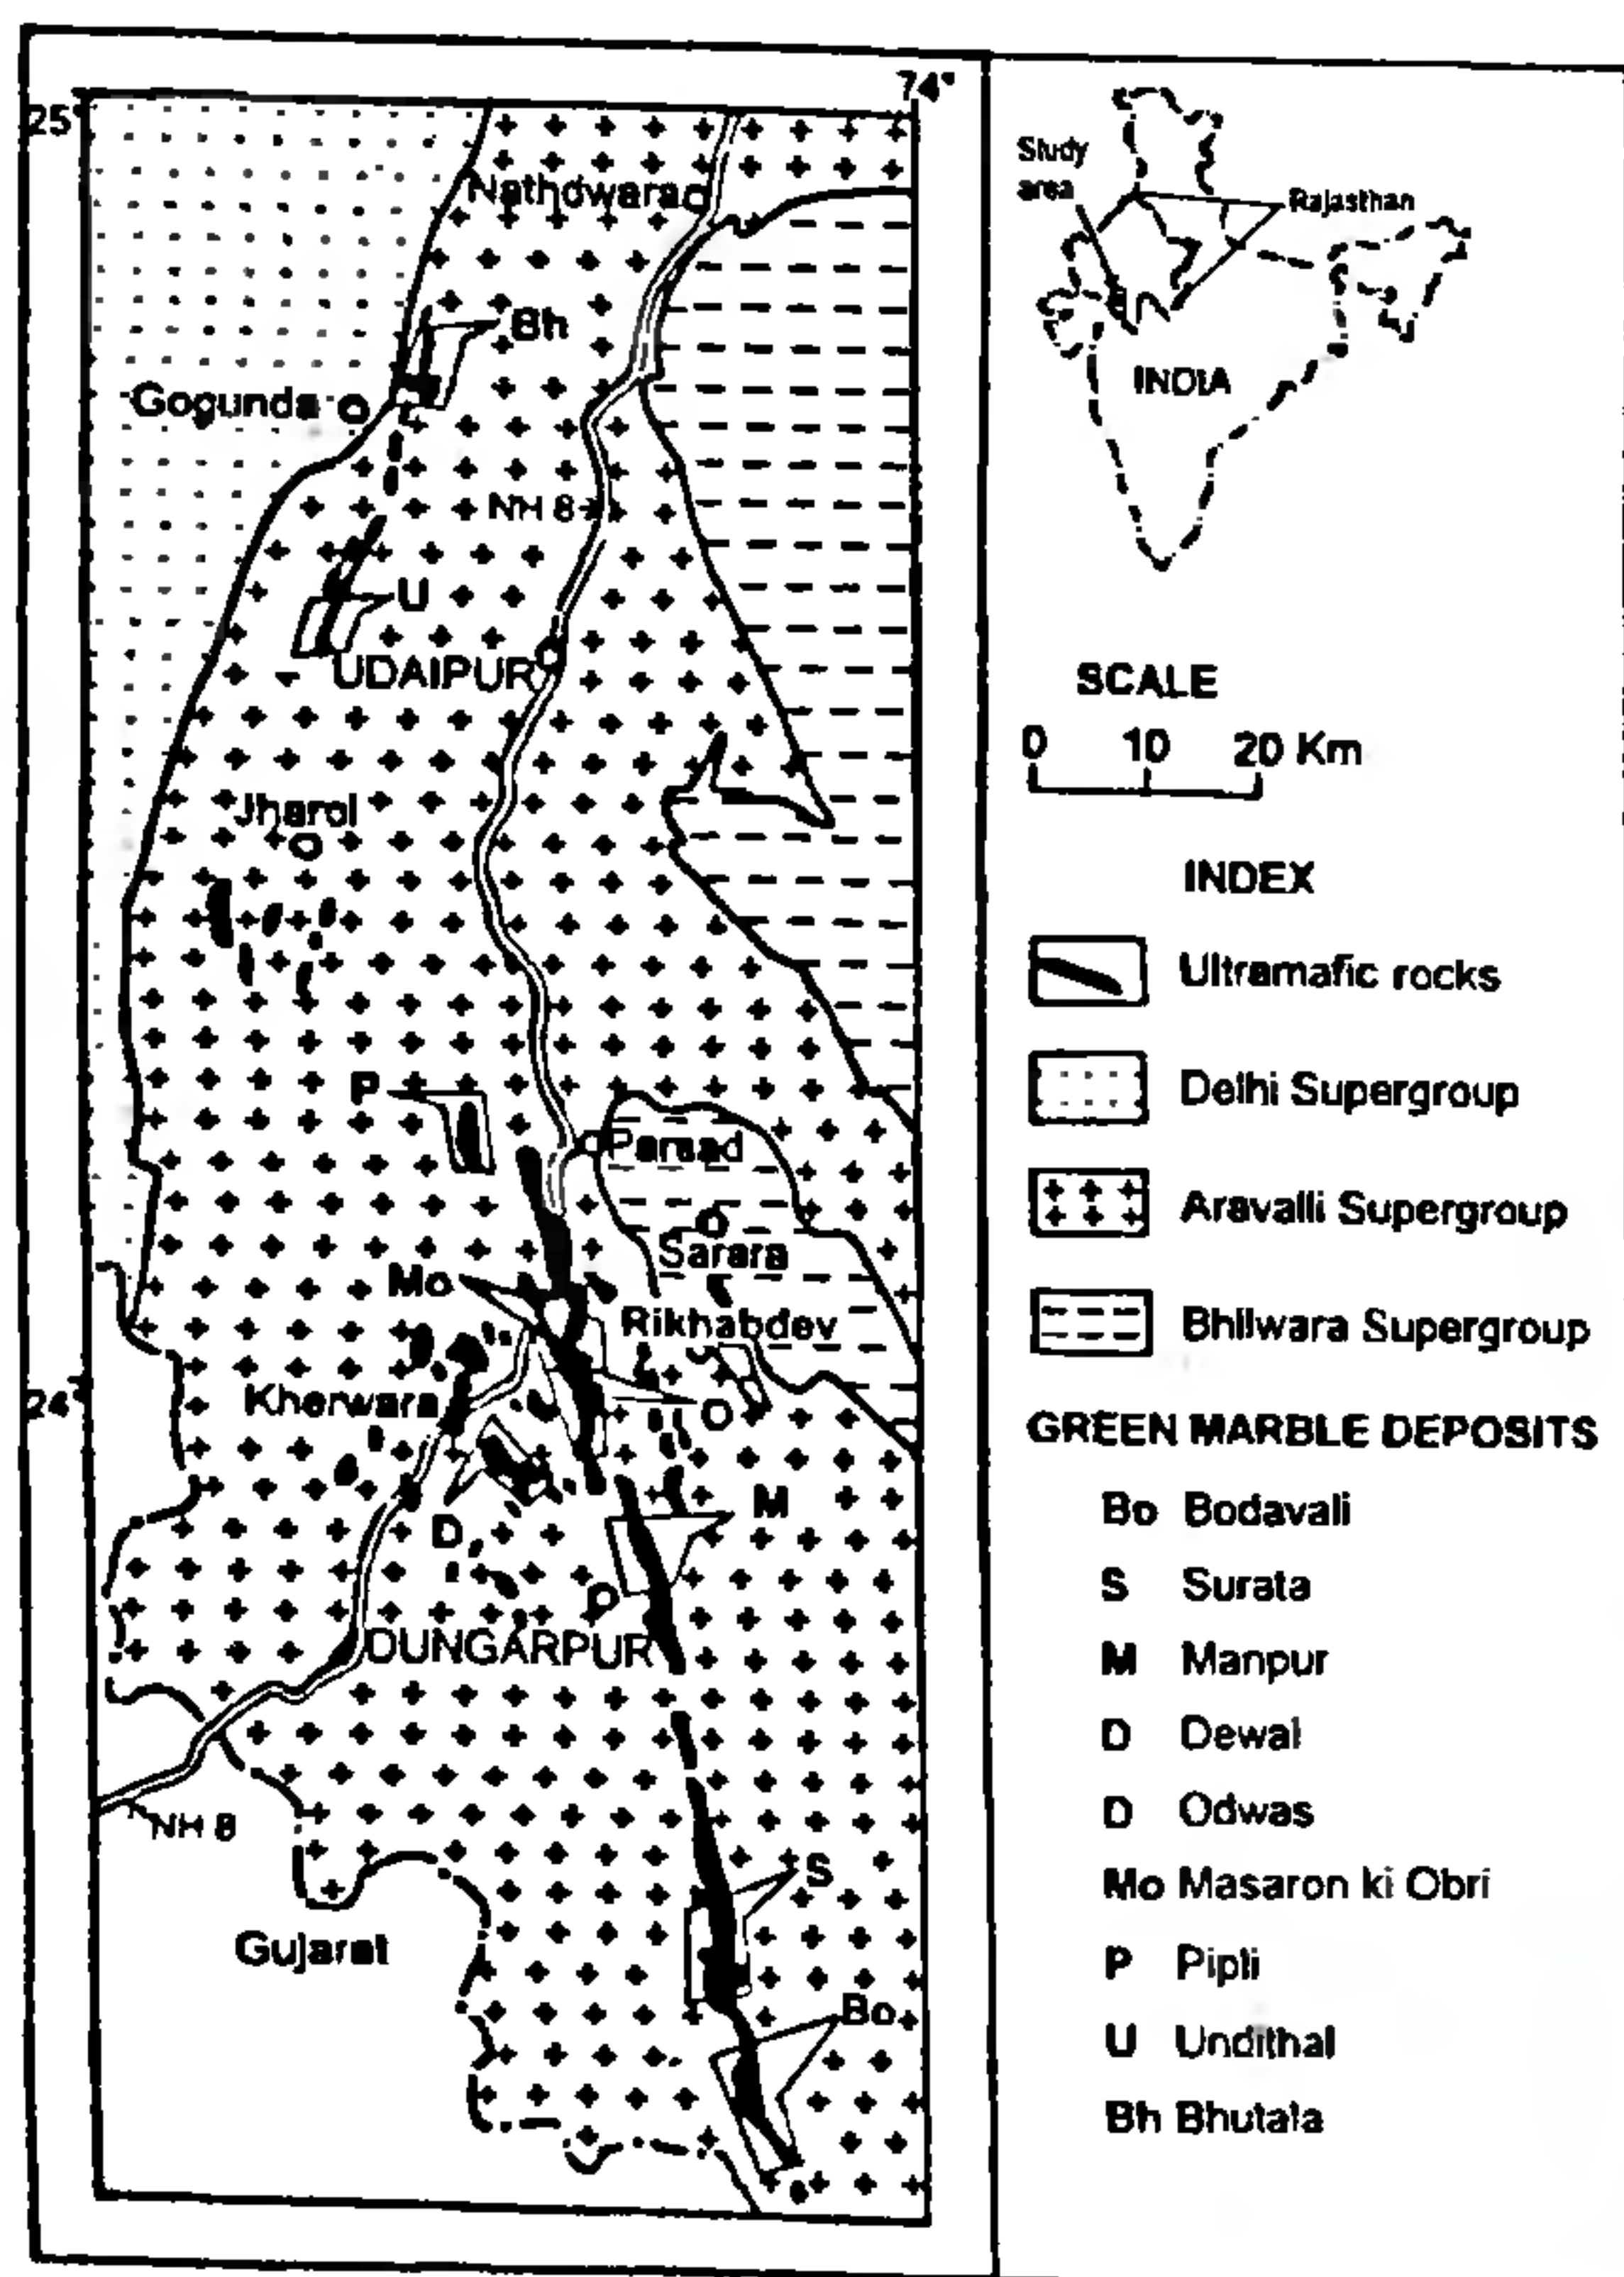 74°
25°
Nathdwara
Bh
Gogunda
NH 8
U
UDAIPUR
Jharol
P
Parsad
Sarara
Mo
Rikhabdev
24°
Kherwara
O
M
D
DUNGARPUR
NH 8
S
Gujarat
Bo
Study
area
Rajasthan
INDIA
SCALE
0 10 20 Km
INDEX
Ultramafic rocks
Delhi Supergroup
Aravalli Supergroup
Bhilwara Supergroup
GREEN MARBLE DEPOSITS
Bo Bodavali
S Surata
M Manpur
D Dewal
O Odwas
Mo Masaron ki Obri
P Pipli
U Undithal
Bh Bhutala